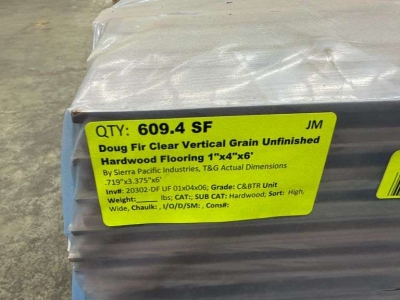 QTY: 609.4 SF JM
Doug Fir Clear Vertical Grain Unfinished
Hardwood Flooring 1"x4"x6'
By Sierra Pacific Industries, T&G Actual Dimensions
.719"x3.375"x6'
Inv#: 20302-DF UF 01x04x06; Grade: C&BTR Unit
Weight:_____ lbs; CAT:; SUB CAT: Hardwood; Sort: High,
Wide, Chaulk: , I/O/D/SM: , Cons#: